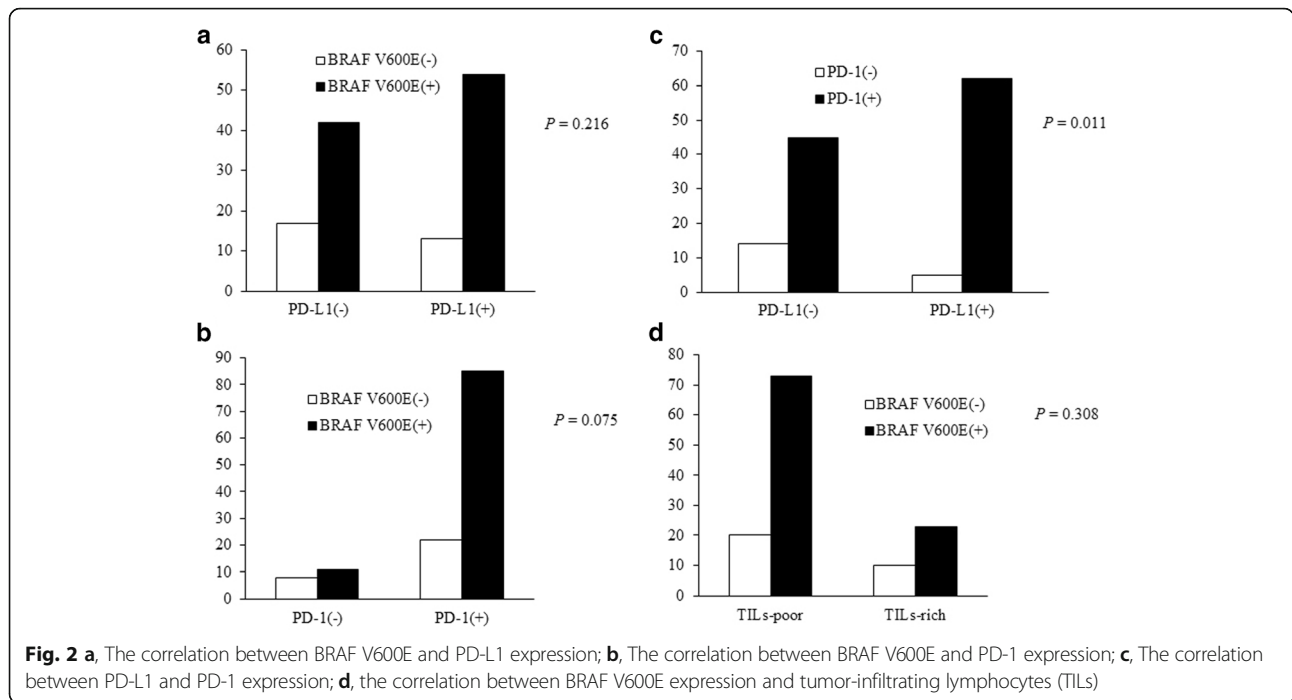 a
BRAF V600E(-)
BRAF V600E(+)
60
50
40
30
20
10
0
PD-L1(-) PD-L1(+)
P = 0.216
c
PD-1(-)
PD-1(+)
70
60
50
40
30
20
10
0
PD-L1(-) PD-L1(+)
P = 0.011
b
BRAF V600E(-)
BRAF V600E(+)
90
80
70
60
50
40
30
20
10
0
PD-1(-) PD-1(+)
P = 0.075
d
BRAF V600E(-)
BRAF V600E(+)
80
70
60
50
40
30
20
10
0
TILs-poor TILs-rich
P = 0.308
Fig. 2 a, The correlation between BRAF V600E and PD-L1 expression; b, The correlation between BRAF V600E and PD-1 expression; c, The correlation
between PD-L1 and PD-1 expression; d, the correlation between BRAF V600E expression and tumor-infiltrating lymphocytes (TILs)